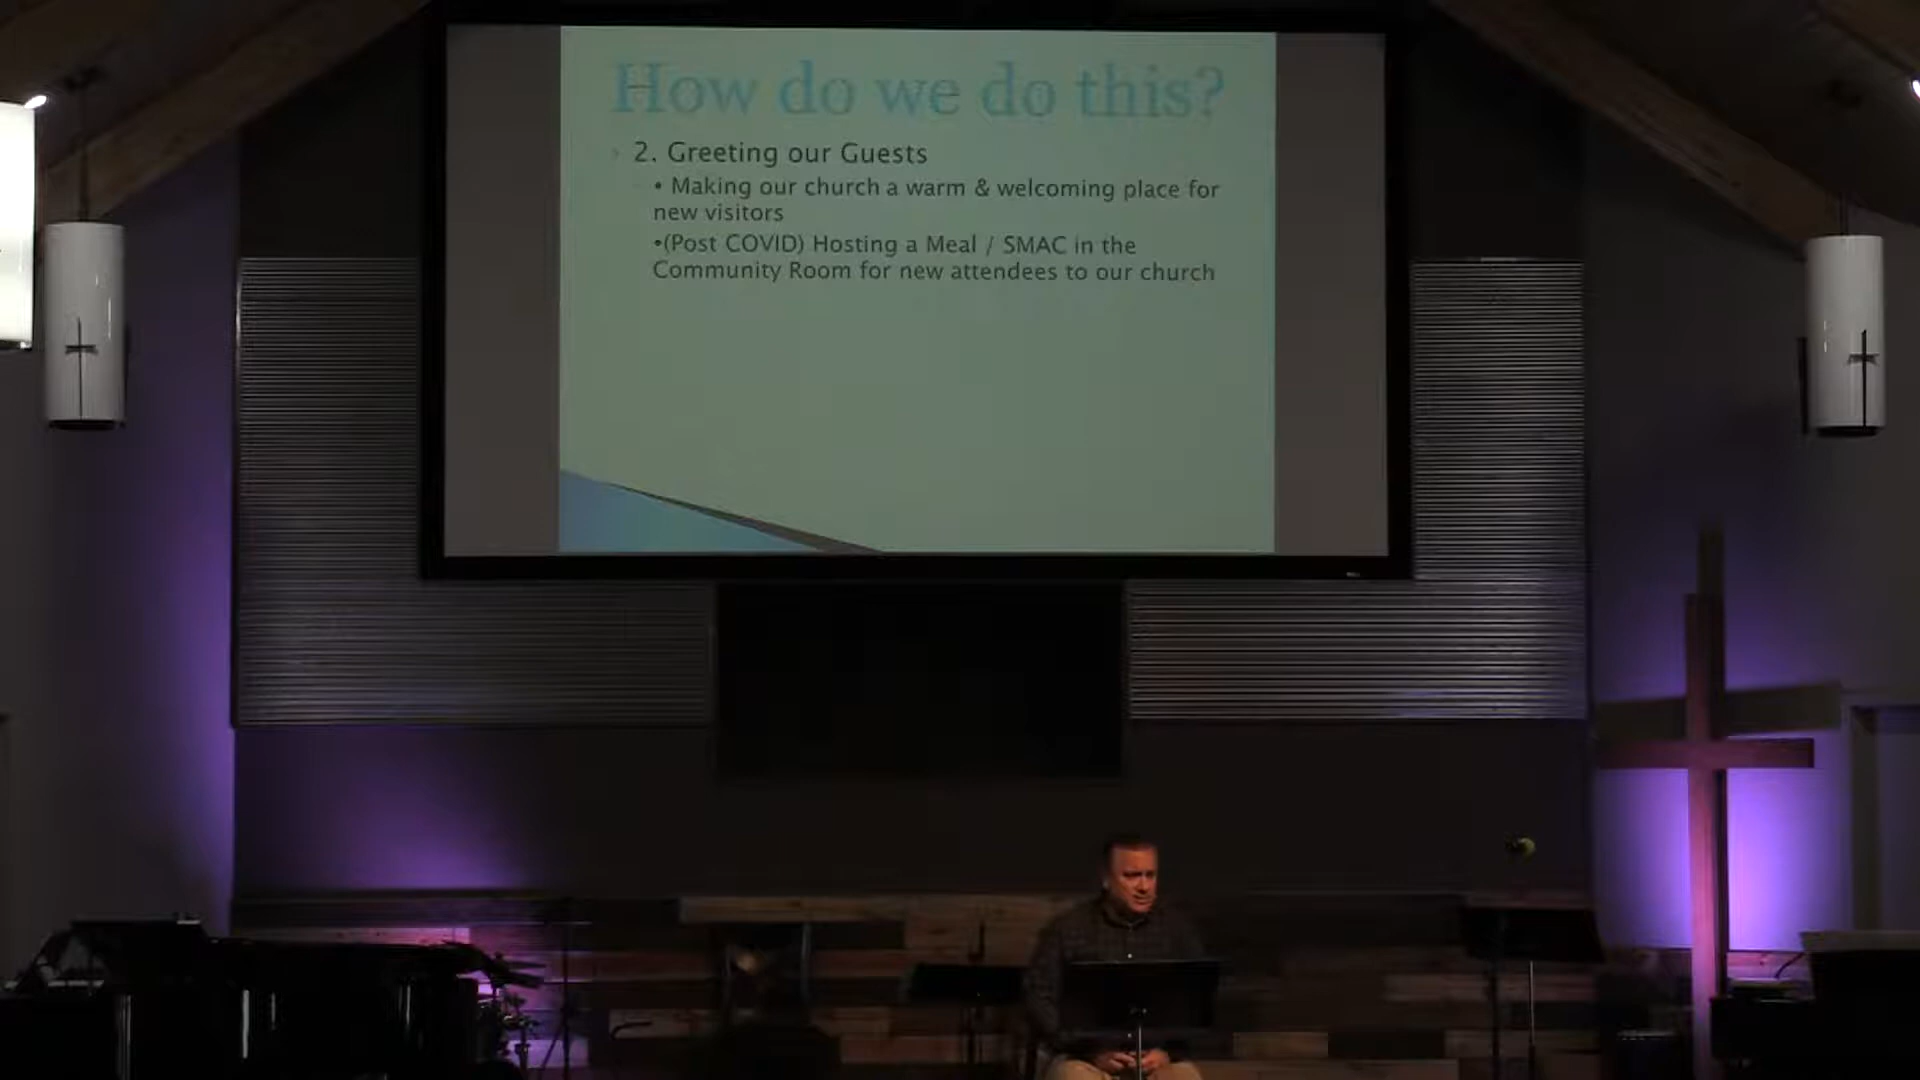 How do we do this?
2. Greeting our Guests
• Making our church a warm & welcoming place for
new visitors
•(Post COVID) Hosting a Meal / SMAC in the
Community Room for new attendees to our church